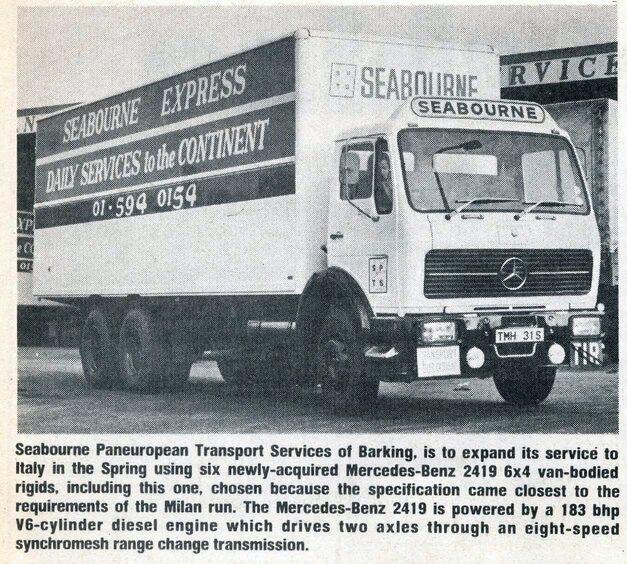 SEABOURNE
RVICE
SEABOURNE
SEABOURNE EXPRESS
DAILY SERVICES to the CONTINENT
01·594 0154
S P
T S
TMH 31S
TRANSPORT
Seabourne Paneuropean Transport Services of Barking, is to expand its service to
Italy in the Spring using six newly-acquired Mercedes-Benz 2419 6x4 van-bodied
rigids, including this one, chosen because the specification came closest to the
requirements of the Milan run. The Mercedes-Benz 2419 is powered by a 183 bhp
V6-cylinder diesel engine which drives two axles through an eight-speed
synchromesh range change transmission.